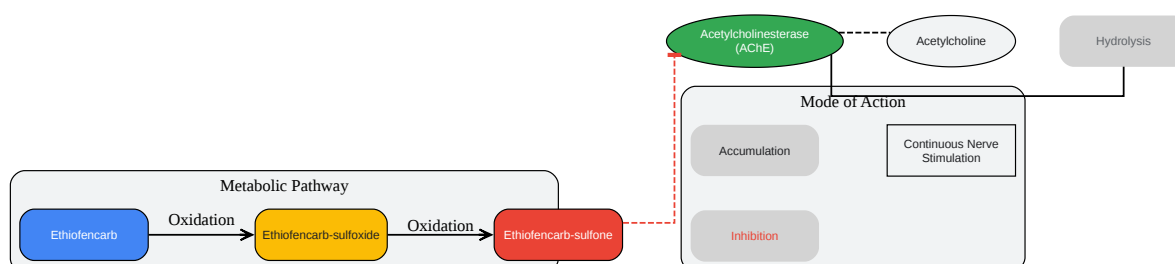 Acetylcholinesterase
(AChE)
Acetylcholine
Hydrolysis
Mode of Action
Accumulation
Continuous Nerve
Stimulation
Metabolic Pathway
Ethiofencarb
Oxidation
Ethiofencarb-sulfoxide
Oxidation
Ethiofencarb-sulfone
Inhibition